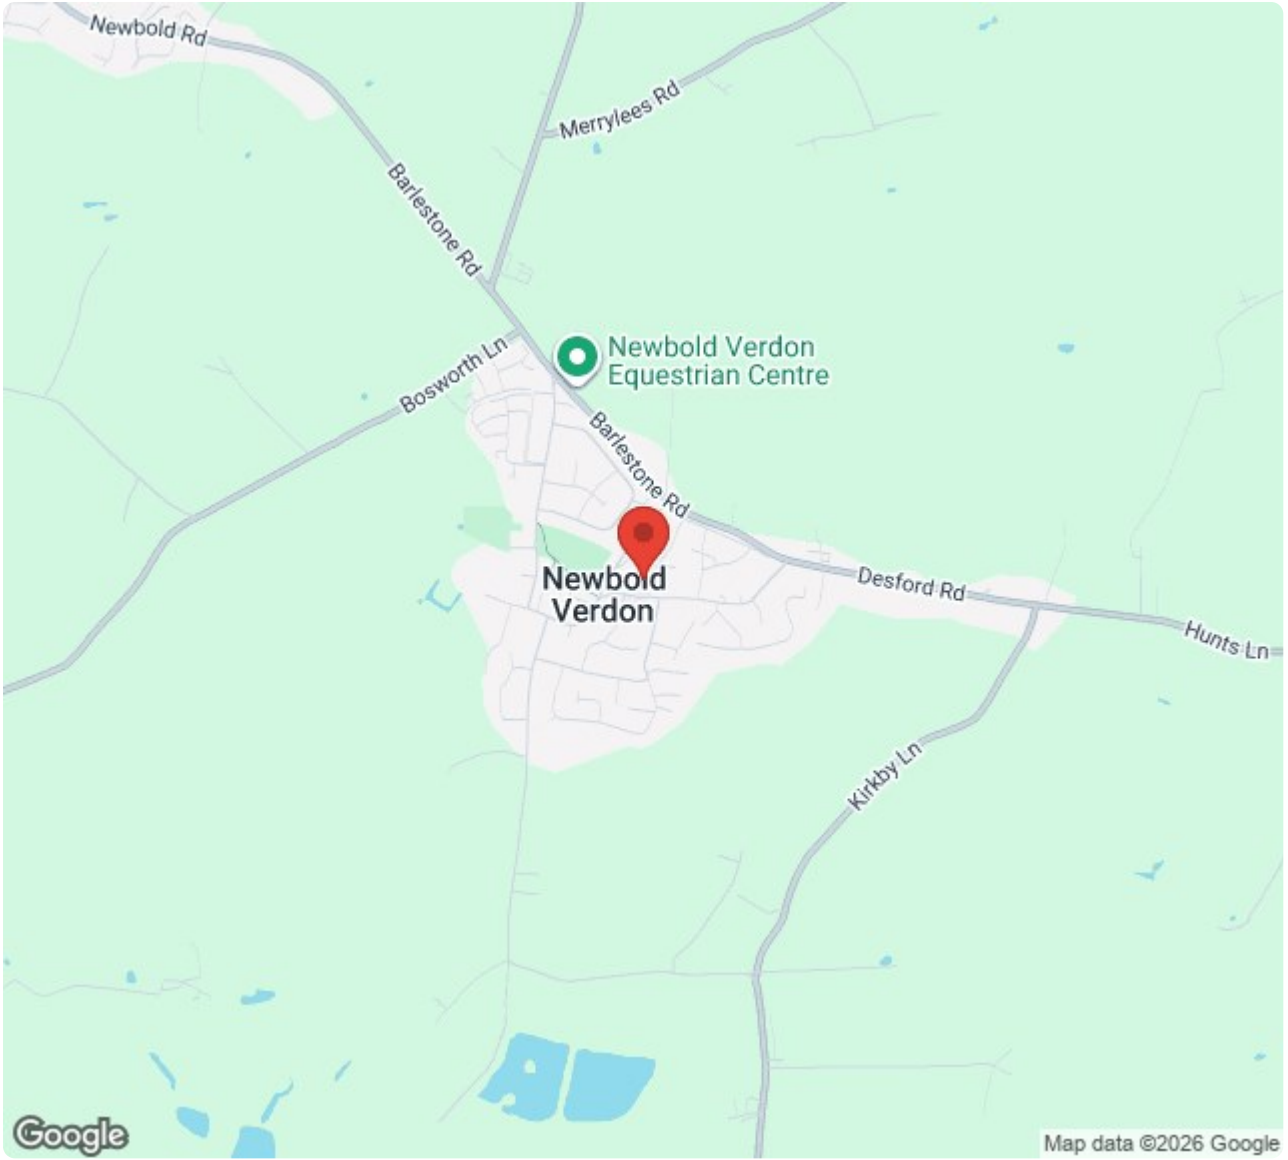 Newbold Rd
Merrylees Rd
Barlestone Rd
Bosworth Ln
Newbold Verdon
Equestrian Centre
Barlestone Rd
Newbold
Verdon
Desford Rd
Hunts Ln
Kirkby Ln
Google
Map data ©2026 Google